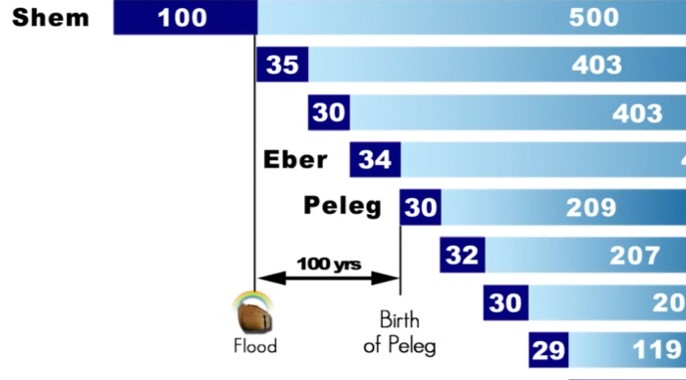 Shem 100 500
35 403
30 403
Eber 34
Peleg 30 209
32 207
100 yrs
30 20
Birth
of Peleg
Flood
29 119